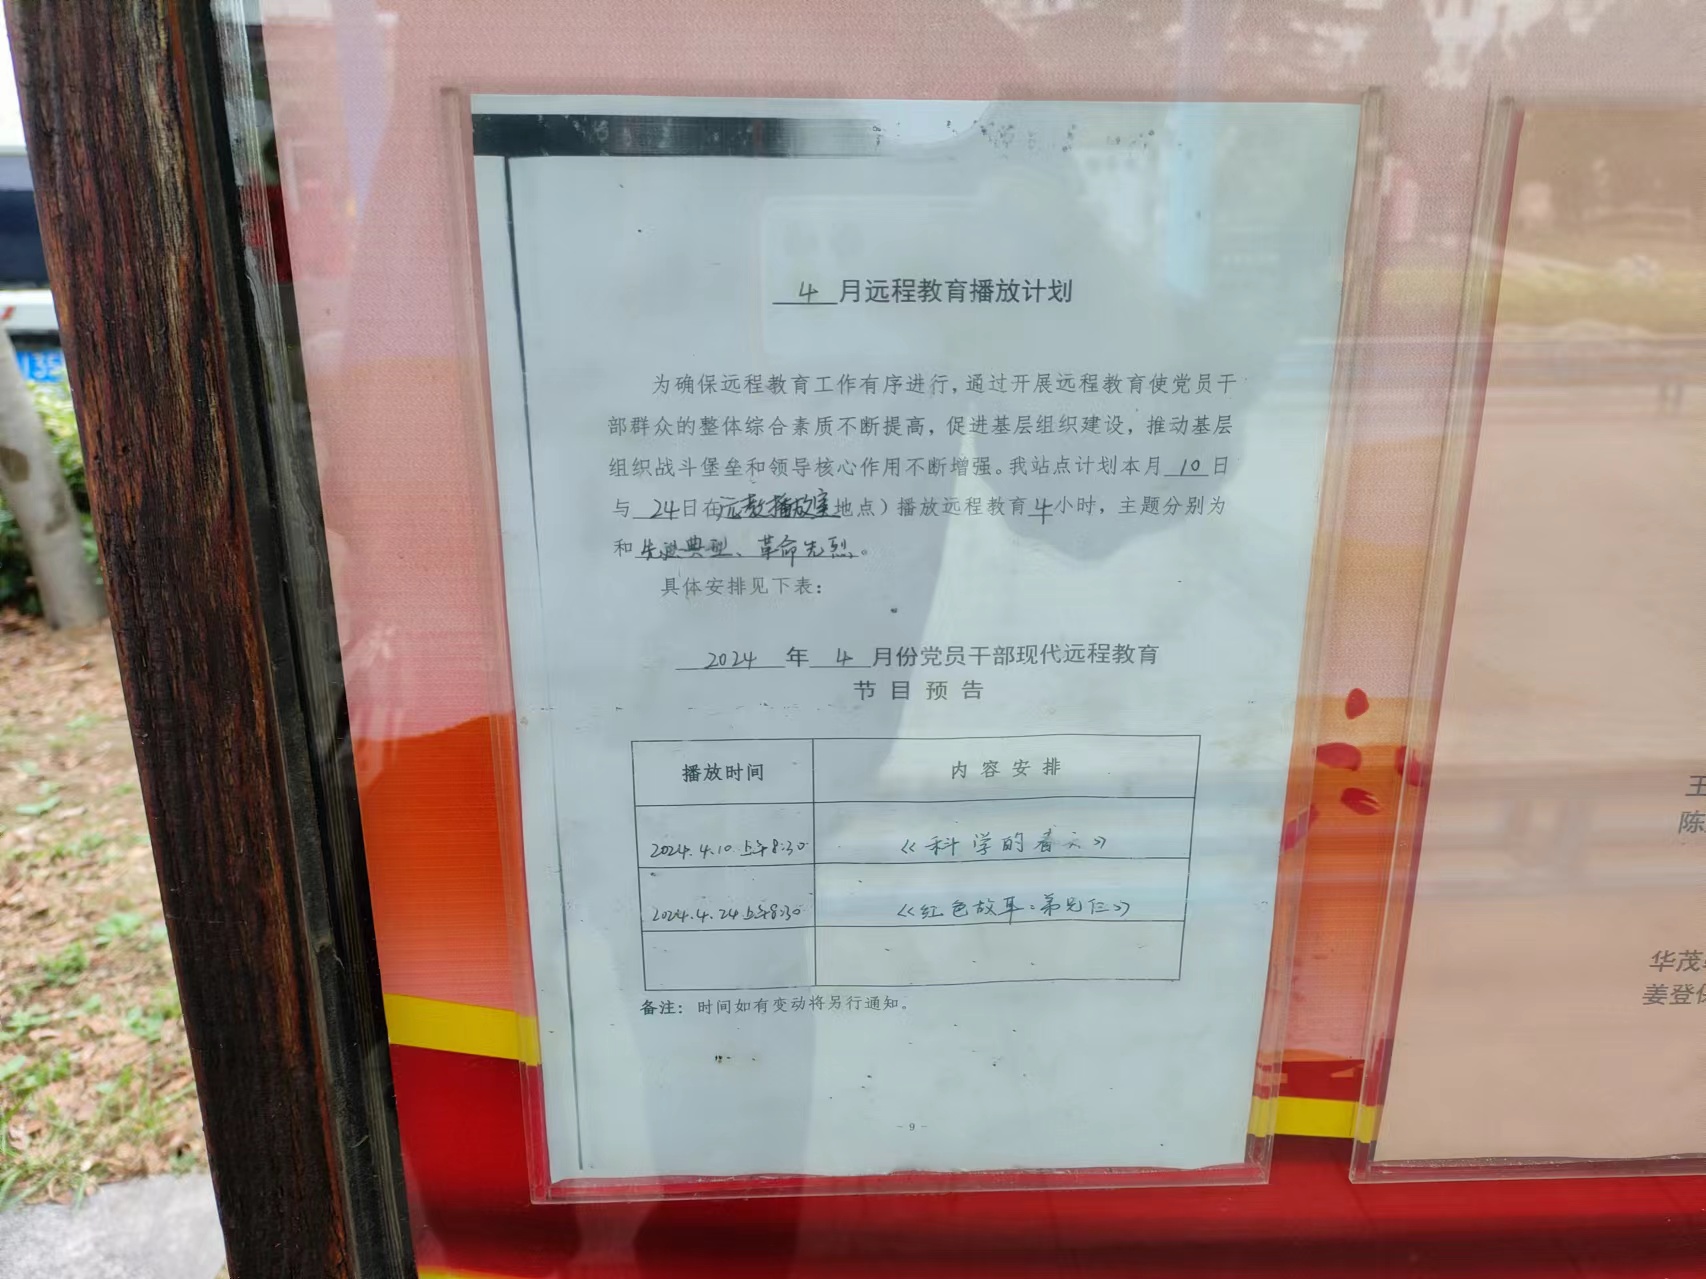 4月远程教育播放计划
为确保远程教育工作有序进行，通过开展远程教育使党员干
部群众的整体综合素质不断提高，促进基层组织建设，推动基层
组织战斗堡垒和领导核心作用不断增强。我站点计划本月10日
与24日在远教播放室地点）播放远程教育4小时，主题分别为
和先进典型、革命先烈。
具体安排见下表：
2024年4月份党员干部现代远程教育
节目预告
播放时间 内容安排
2024.4.10 上午8:30 《科学的春天》
2024.4.24 上午8:30 《红色故事：弟兄仨》
备注：时间如有变动将另行通知。
- 9 -
135
王
陈
华茂
姜登